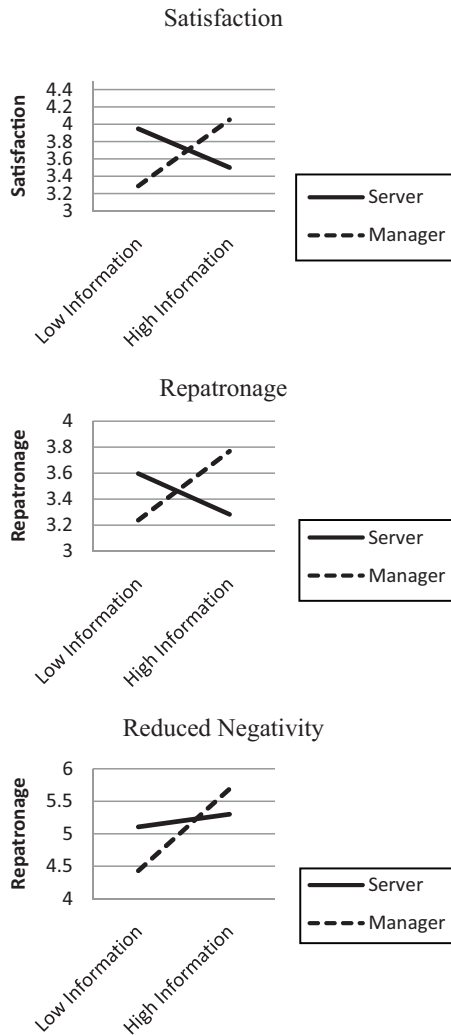 Satisfaction
Satisfaction
4.4
4.2
4
3.8
3.6
3.4
3.2
3
Low Information
High Information
Server
Manager
Repatronage
Repatronage
4
3.8
3.6
3.4
3.2
3
Low Information
High Information
Server
Manager
Reduced Negativity
Repatronage
6
5.5
5
4.5
4
Low Information
High Information
Server
Manager